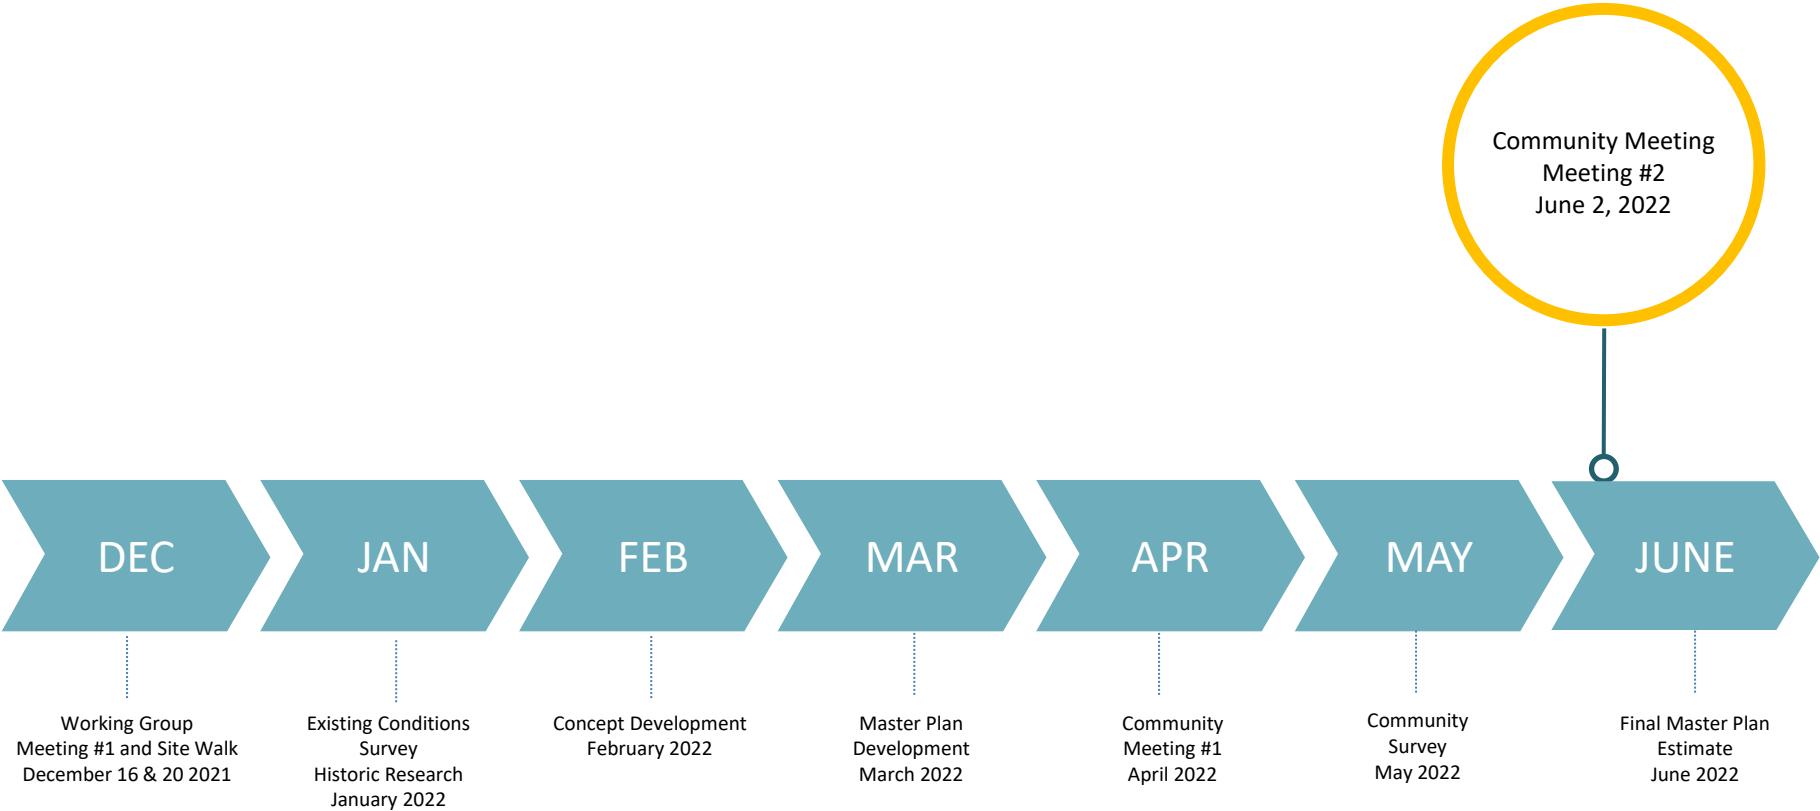 Community Meeting
Meeting #2
June 2, 2022
DEC
JAN
FEB
MAR
APR
MAY
JUNE
Working Group
Meeting #1 and Site Walk
December 16 & 20 2021
Existing Conditions
Survey
Historic Research
January 2022
Concept Development
February 2022
Master Plan
Development
March 2022
Community
Meeting #1
April 2022
Community
Survey
May 2022
Final Master Plan
Estimate
June 2022